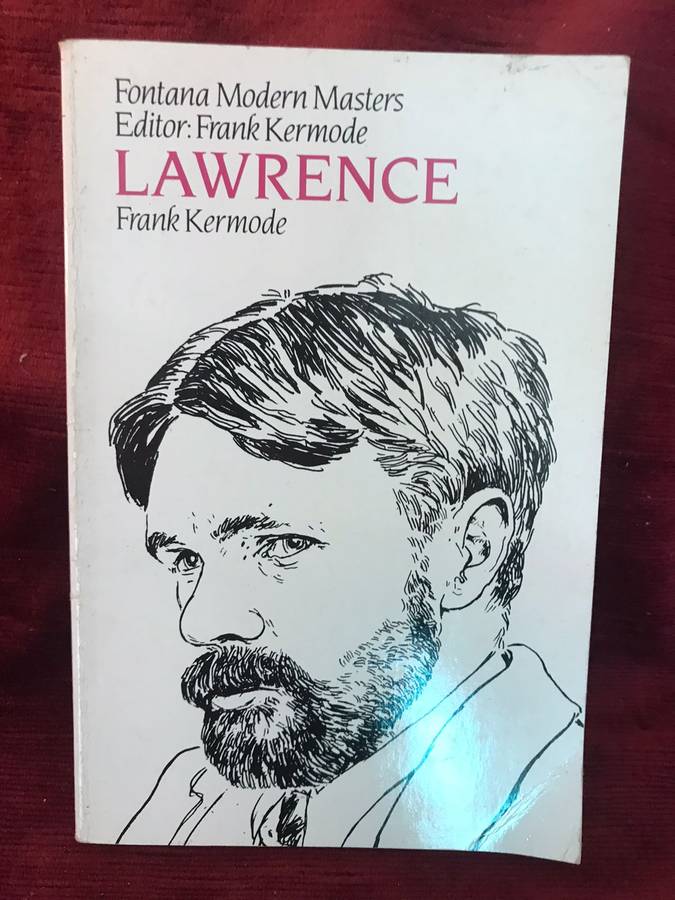 Fontana Modern Masters
Editor: Frank Kermode
LAWRENCE
Frank Kermode